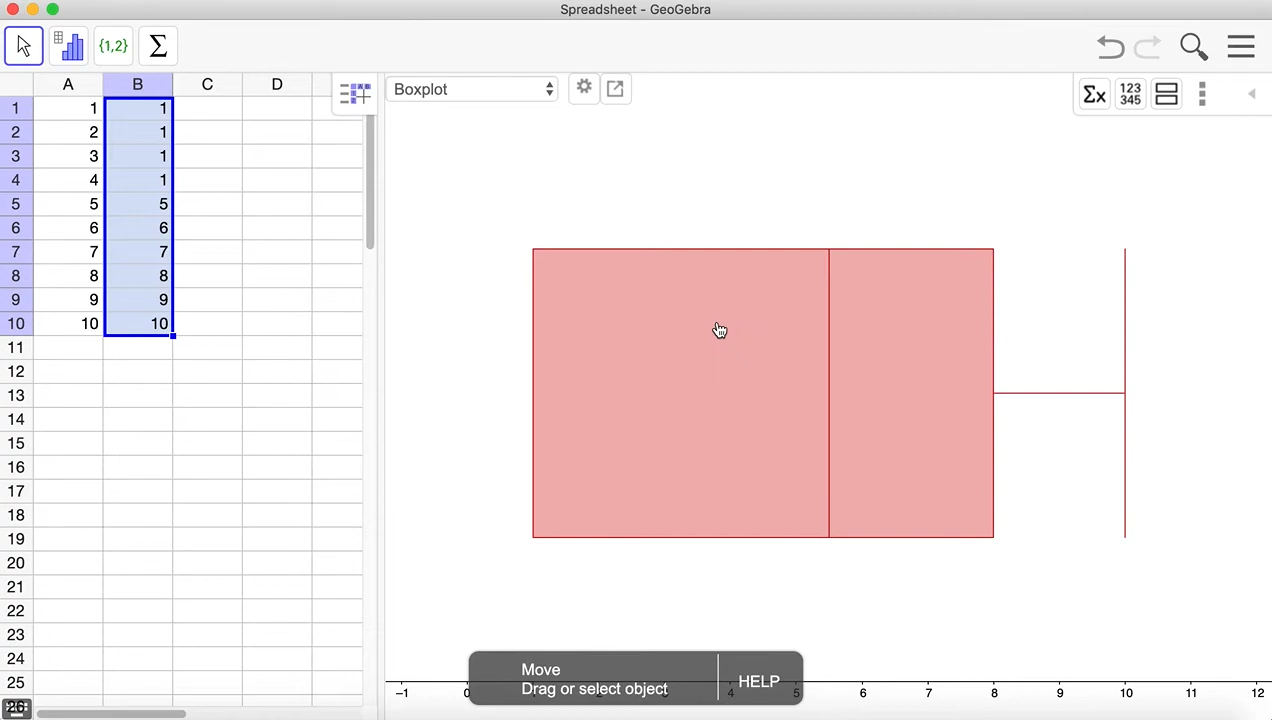 Spreadsheet - GeoGebra
{1,2}
Σ
A B C D
Boxplot
Σx
123
345
1 1 1
2 2 1
3 3 1
4 4 1
5 5 5
6 6 6
7 7 7
8 8 8
9 9 9
10 10 10
11
12
13
14
15
16
17
18
19
20
21
22
23
24
25
26
Move
Drag or select object
HELP
-1 0 2 3 4 5 6 7 8 9 10 11 12